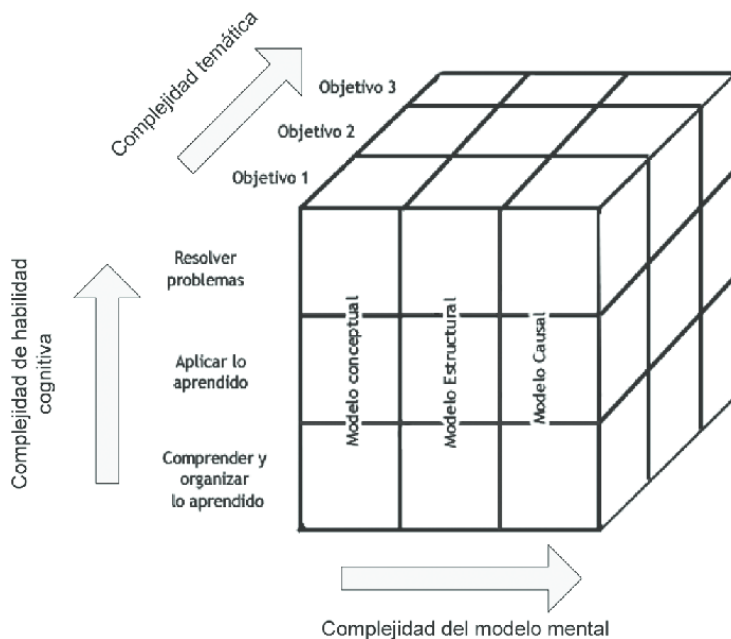 Complejidad temática
Objetivo 3
Objetivo 2
Objetivo 1
Complejidad de habilidad
cognitiva
Resolver
problemas
Aplicar lo
aprendido
Comprender y
organizar
lo aprendido
Modelo conceptual
Modelo Estructural
Modelo Causal
Complejidad del modelo mental